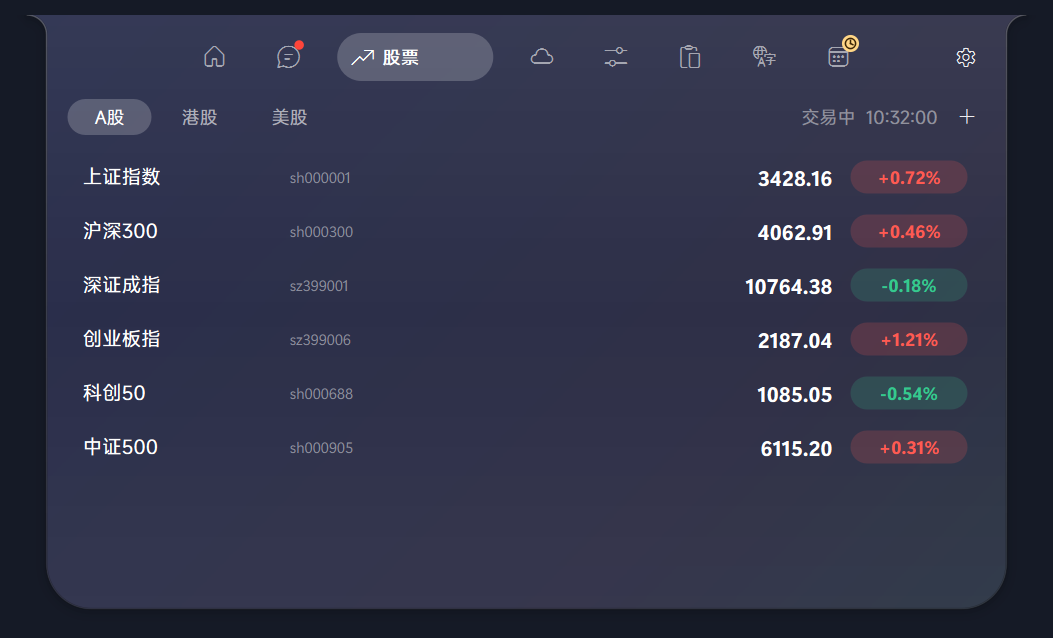 股票
字
A
A股 港股 美股 交易中 10:32:00 +
上证指数 sh000001 3428.16 +0.72%
沪深300 sh000300 4062.91 +0.46%
深证成指 sz399001 10764.38 -0.18%
创业板指 sz399006 2187.04 +1.21%
科创50 sh000688 1085.05 -0.54%
中证500 sh000905 6115.20 +0.31%